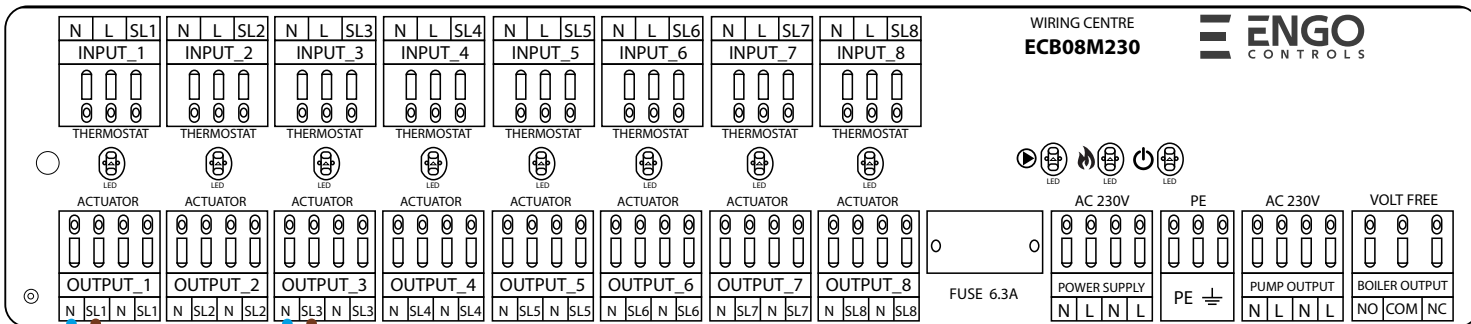 N L SL1 N L SL2 N L SL3 N L SL4 N L SL5 N L SL6 N L SL7 N L SL8
INPUT_1 INPUT_2 INPUT_3 INPUT_4 INPUT_5 INPUT_6 INPUT_7 INPUT_8
THERMOSTAT THERMOSTAT THERMOSTAT THERMOSTAT THERMOSTAT THERMOSTAT THERMOSTAT THERMOSTAT
WIRING CENTRE
ECB08M230
ENGO
CONTROLS
LED LED LED LED LED LED LED LED
LED LED LED
ACTUATOR ACTUATOR ACTUATOR ACTUATOR ACTUATOR ACTUATOR ACTUATOR ACTUATOR
AC 230V PE AC 230V VOLT FREE
OUTPUT_1 OUTPUT_2 OUTPUT_3 OUTPUT_4 OUTPUT_5 OUTPUT_6 OUTPUT_7 OUTPUT_8
N SL1 N SL1 N SL2 N SL2 N SL3 N SL3 N SL4 N SL4 N SL5 N SL5 N SL6 N SL6 N SL7 N SL7 N SL8 N SL8
FUSE 6.3A
POWER SUPPLY
N L N L
PE
PUMP OUTPUT
N L N L
BOILER OUTPUT
NO COM NC